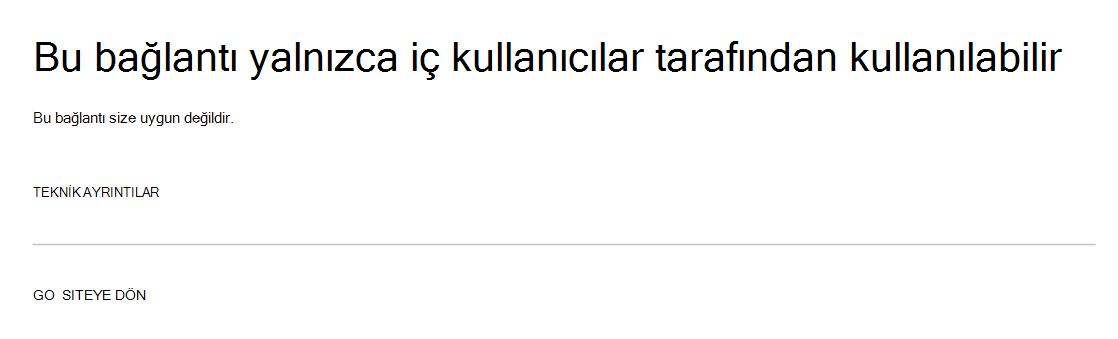 Bu bağlantı yalnızca iç kullanıcılar tarafından kullanılabilir
Bu bağlantı size uygun değildir.
TEKNİK AYRINTILAR
GO SITEYE DÖN